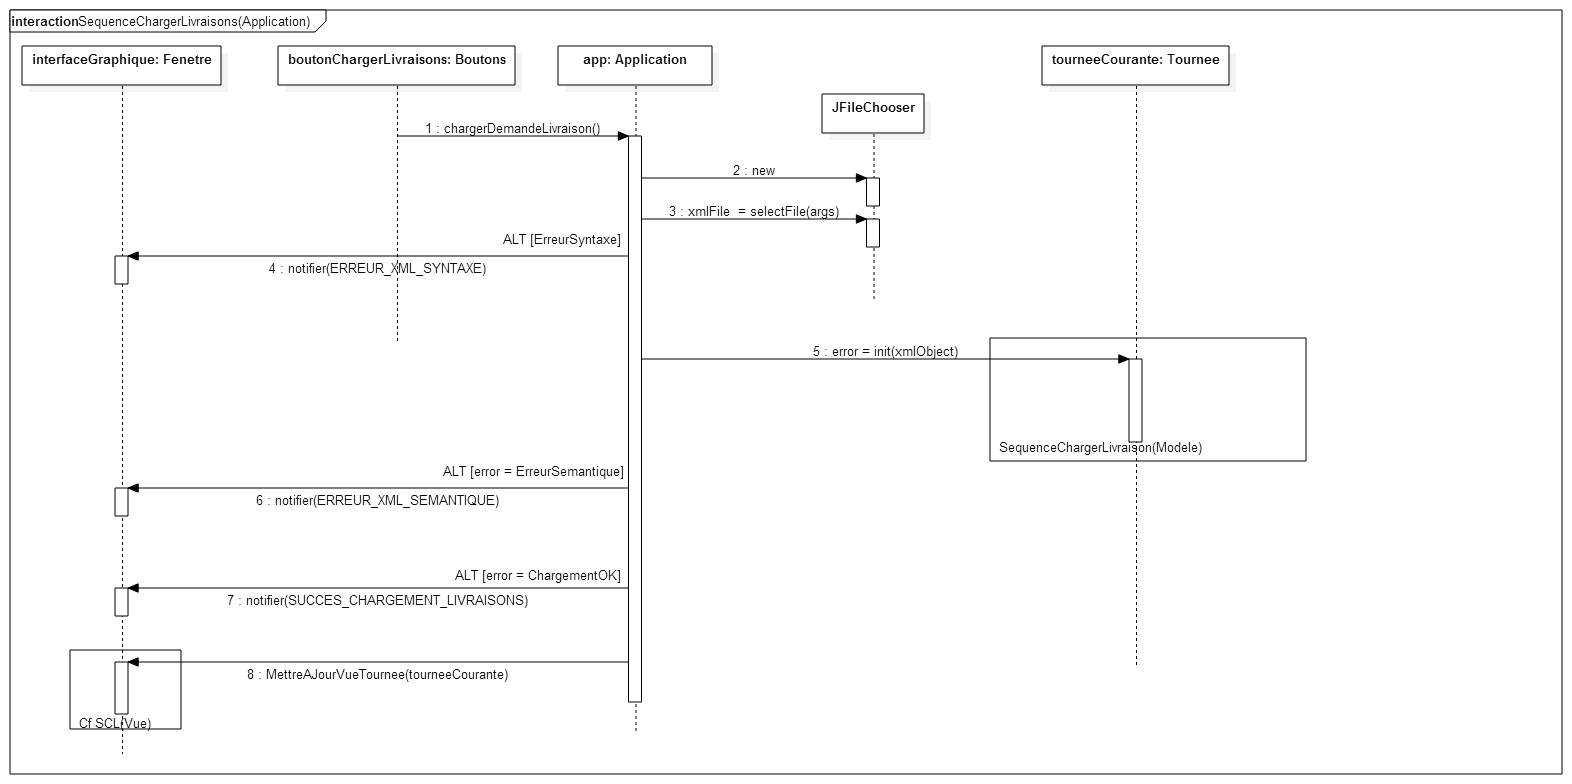 interactionSequenceChargerLivraisons(Application)
interfaceGraphique: Fenetre
boutonChargerLivraisons: Boutons
app: Application
tourneeCourante: Tournee
JFileChooser
1 : chargerDemandeLivraison()
2 : new
3 : xmlFile  = selectFile(args)
ALT [ErreurSyntaxe]
4 : notifier(ERREUR_XML_SYNTAXE)
5 : error = init(xmlObject)
SequenceChargerLivraison(Modele)
ALT [error = ErreurSemantique]
6 : notifier(ERREUR_XML_SEMANTIQUE)
ALT [error = ChargementOK]
7 : notifier(SUCCES_CHARGEMENT_LIVRAISONS)
8 : MettreAJourVueTournee(tourneeCourante)
Cf SCL(Vue)